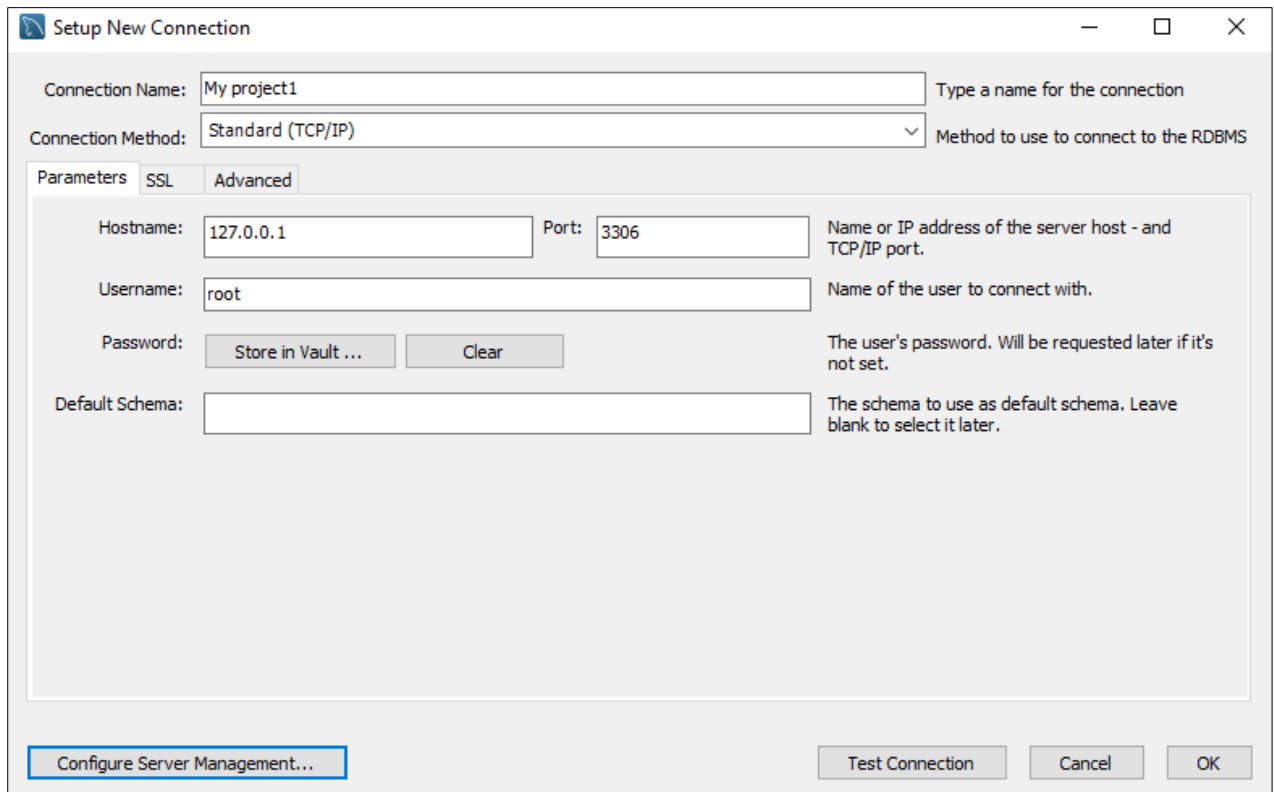 Setup New Connection
Connection Name: My project1 Type a name for the connection
Connection Method: Standard (TCP/IP) Method to use to connect to the RDBMS
Parameters SSL Advanced
Hostname: 127.0.0.1 Port: 3306 Name or IP address of the server host - and
TCP/IP port.
Username: root Name of the user to connect with.
Password: Store in Vault ... Clear The user's password. Will be requested later if it's
not set.
Default Schema: The schema to use as default schema. Leave
blank to select it later.
Configure Server Management... Test Connection Cancel OK